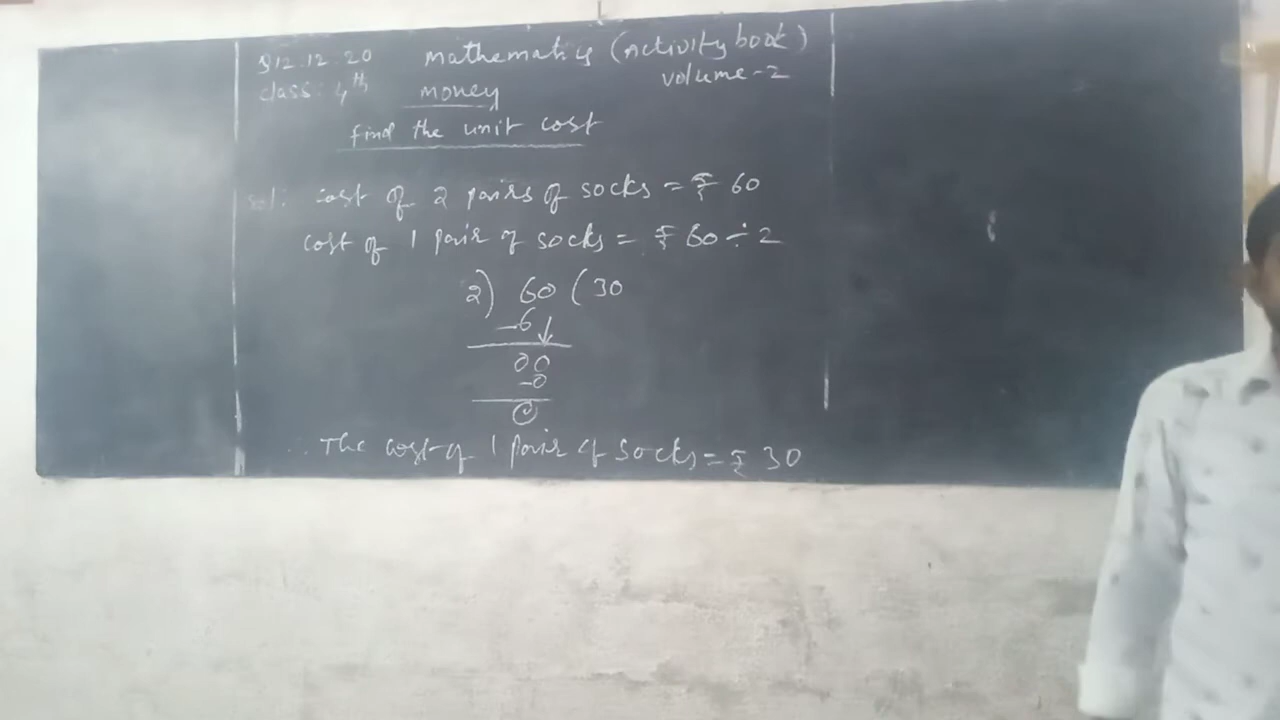 12.12.20 Mathematics (Activity book)
class: 4th money volume-2
find the unit cost
sol: cost of 2 pairs of socks = ₹ 60
cost of 1 pair of socks = ₹ 60 ÷ 2
2) 60 (30
-6↓
00
-0
0
∴ The cost of 1 pair of socks = ₹ 30